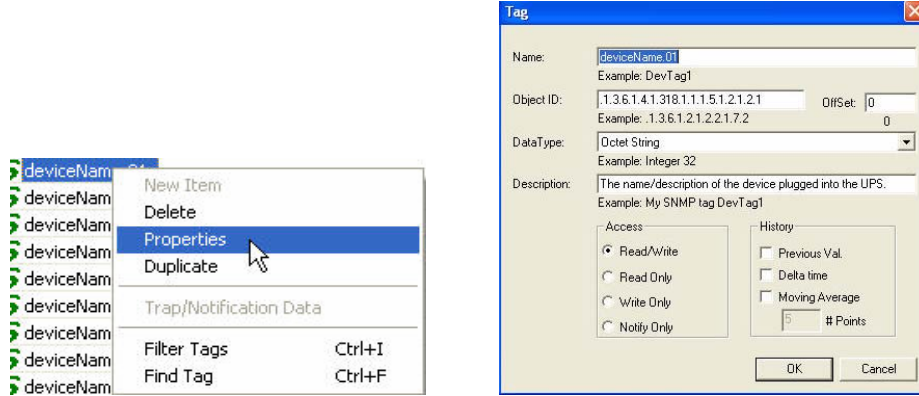 deviceName.01
deviceNam
deviceNam
deviceNam
deviceNam
deviceNam
deviceNam
deviceNam
deviceNam
New Item
Delete
Properties
Duplicate
Trap/Notification Data
Filter Tags Ctrl+I
Find Tag Ctrl+F
Tag
Name: deviceName.01
Example: DevTag1
Object ID: .1.3.6.1.4.1.318.1.1.1.5.1.2.1.2.1 OffSet: 0
Example: .1.3.6.1.2.1.2.2.1.7.2 0
DataType: Octet String
Example: Integer 32
Description: The name/description of the device plugged into the UPS.
Example: My SNMP tag DevTag1
Access
Read/Write
Read Only
Write Only
Notify Only
History
Previous Val.
Delta time
Moving Average
5 # Points
OK Cancel